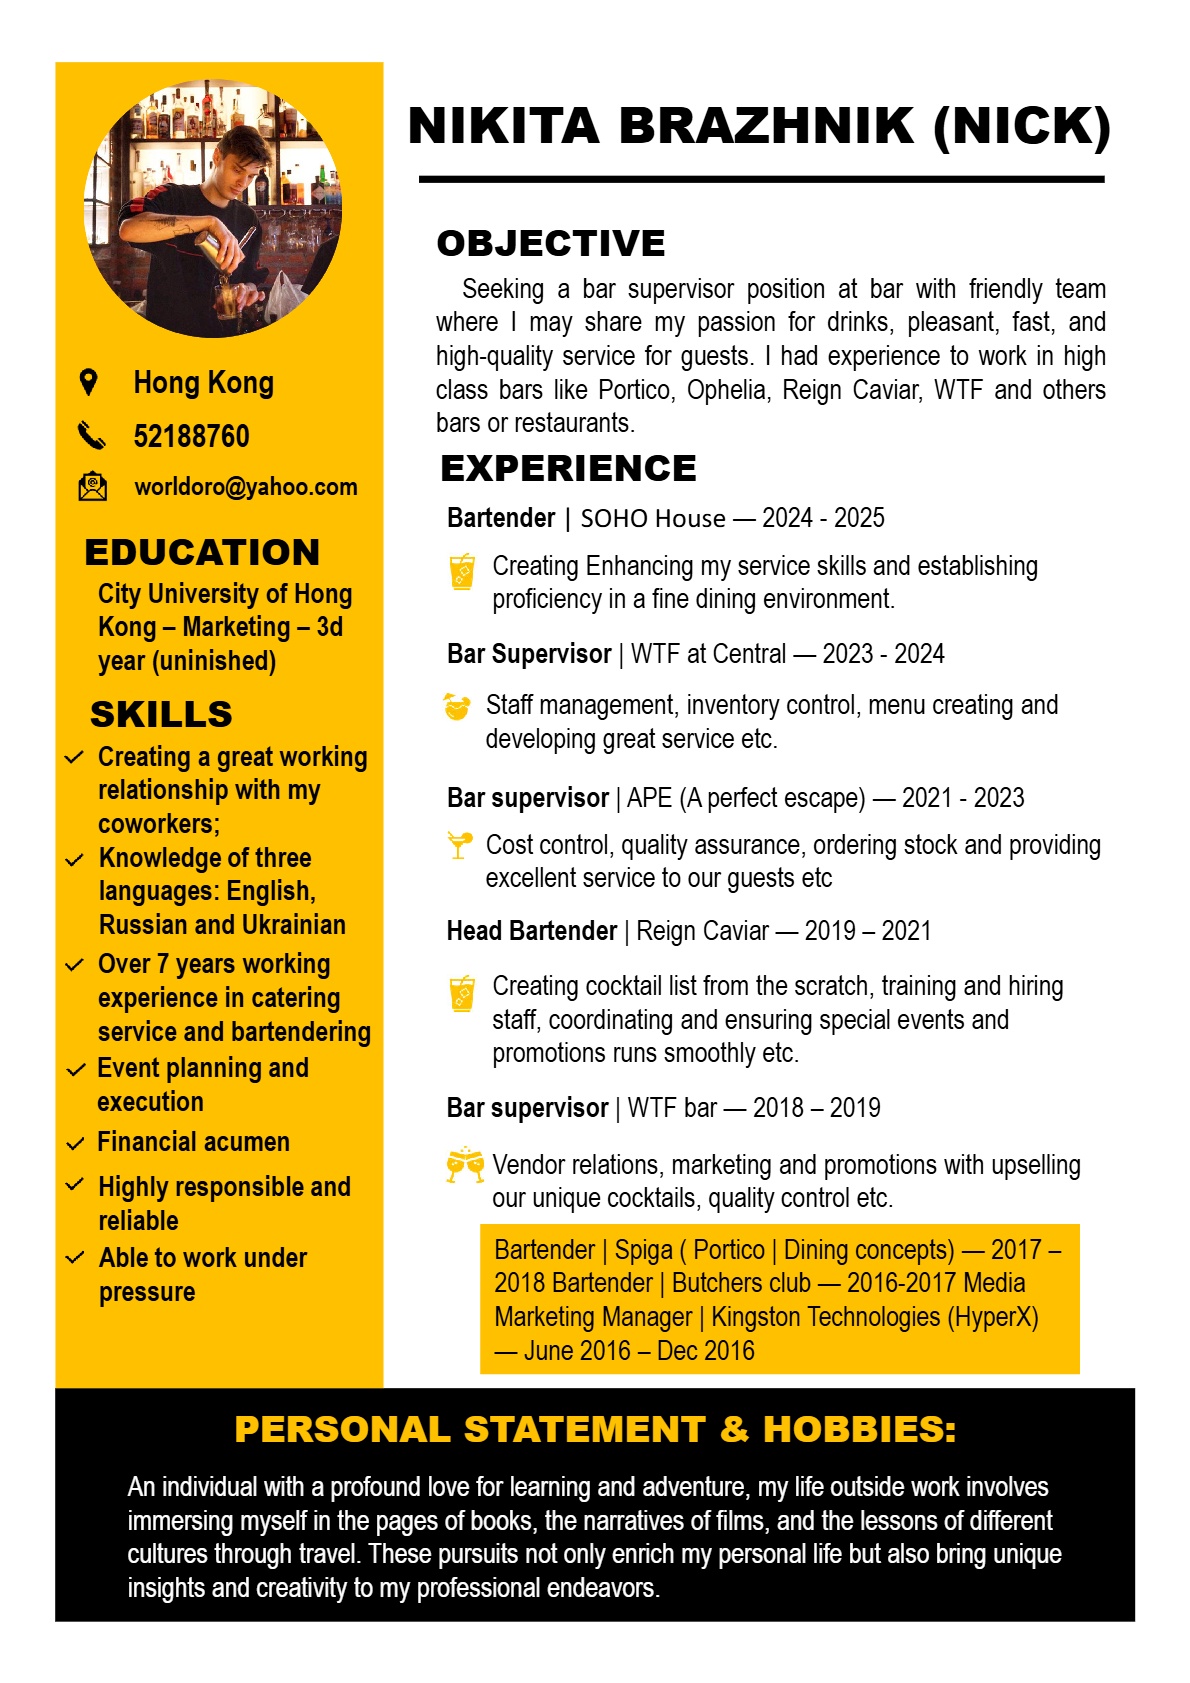 NIKITA BRAZHNIK (NICK)
Hong Kong
52188760
worldoro@yahoo.com
EDUCATION
City University of Hong
Kong – Marketing – 3d
year (uninished)
SKILLS
Creating a great working
relationship with my
coworkers;
Knowledge of three
languages: English,
Russian and Ukrainian
Over 7 years working
experience in catering
service and bartendering
Event planning and
execution
Financial acumen
Highly responsible and
reliable
Able to work under
pressure
OBJECTIVE
Seeking a bar supervisor position at bar with friendly team
where I may share my passion for drinks, pleasant, fast, and
high-quality service for guests. I had experience to work in high
class bars like Portico, Ophelia, Reign Caviar, WTF and others
bars or restaurants.
EXPERIENCE
Bartender | SOHO House — 2024 - 2025
Creating Enhancing my service skills and establishing
proficiency in a fine dining environment.
Bar Supervisor | WTF at Central — 2023 - 2024
Staff management, inventory control, menu creating and
developing great service etc.
Bar supervisor | APE (A perfect escape) — 2021 - 2023
Cost control, quality assurance, ordering stock and providing
excellent service to our guests etc
Head Bartender | Reign Caviar — 2019 – 2021
Creating cocktail list from the scratch, training and hiring
staff, coordinating and ensuring special events and
promotions runs smoothly etc.
Bar supervisor | WTF bar — 2018 – 2019
Vendor relations, marketing and promotions with upselling
our unique cocktails, quality control etc.
Bartender | Spiga ( Portico | Dining concepts) — 2017 –
2018 Bartender | Butchers club — 2016-2017 Media
Marketing Manager | Kingston Technologies (HyperX)
— June 2016 – Dec 2016
PERSONAL STATEMENT & HOBBIES:
An individual with a profound love for learning and adventure, my life outside work involves
immersing myself in the pages of books, the narratives of films, and the lessons of different
cultures through travel. These pursuits not only enrich my personal life but also bring unique
insights and creativity to my professional endeavors.